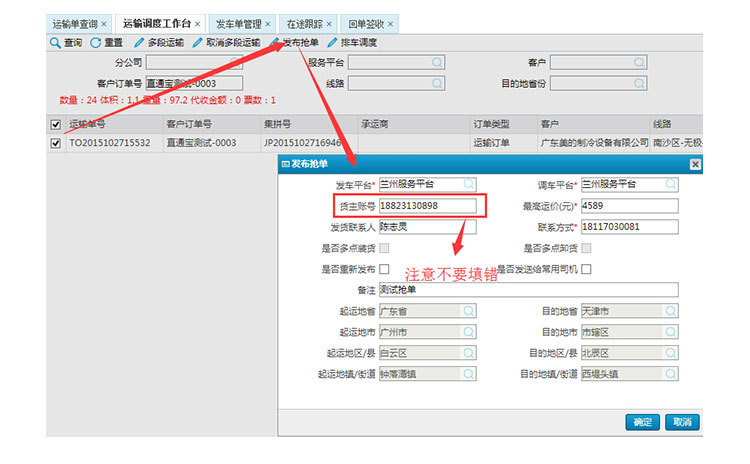 运输单查询 × 运输调度工作台 × 发车单管理 × 在途跟踪 × 回单签收 ×
查询 重置 多段运输 取消多段运输 发布抢单 排车调度
分公司 服务平台 客户
客户订单号 直通宝测试-0003 线路 目的地省份
数量：24 体积：1.1 重量：97.2 代收金额：0 票数：1
运输单号 客户订单号 集拼号 承运商 订单类型 客户 线路
TO2015102715532 直通宝测试-0003 JP2015102716946 运输订单 广东美的制冷设备有限公司 南沙区-无极
发布抢单
发车平台* 兰州服务平台 调车平台* 兰州服务平台
货主账号 18823130898 最高运价(元)* 4589
发货联系人 陈志灵 联系方式* 18117030081
是否多点装货 是否多点卸货
是否重新发布 是否发送给常用司机
注意不要填错
备注 测试抢单
起运地省 广东省 目的地省 天津市
起运地市 广州市 目的地市 市辖区
起运地区/县 白云区 目的地区/县 北辰区
起运地镇/街道 钟落潭镇 目的地镇/街道 西堤头镇
确定 取消